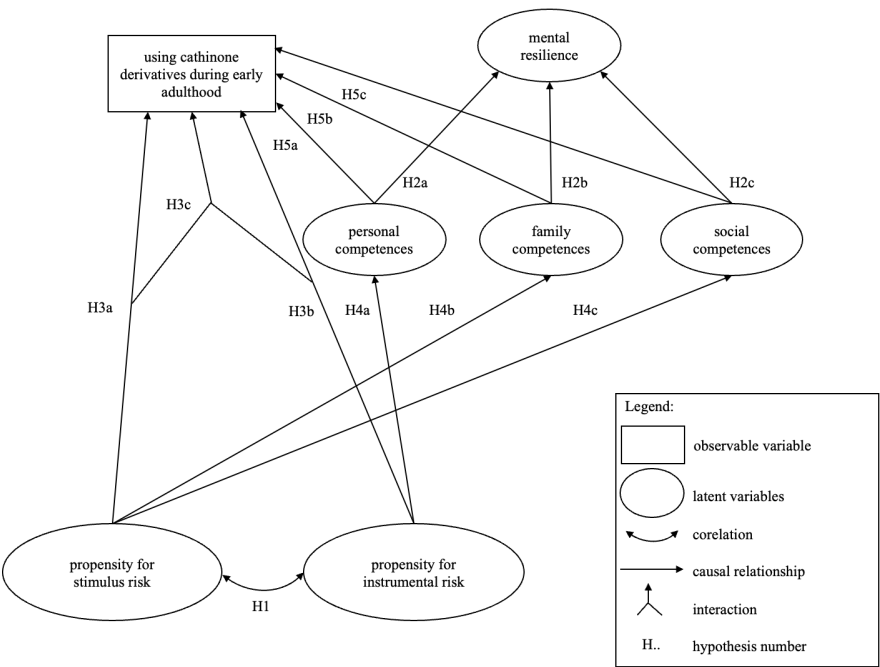 using cathinone
derivatives during early
adulthood
mental
resilience
H5c
H5b
H5a
H2a
H2b
H2c
H3c
personal
competences
family
competences
social
competences
H3a
H3b
H4a
H4b
H4c
propensity for
stimulus risk
propensity for
instrumental risk
H1
Legend:
observable variable
latent variables
corelation
causal relationship
interaction
H.. hypothesis number